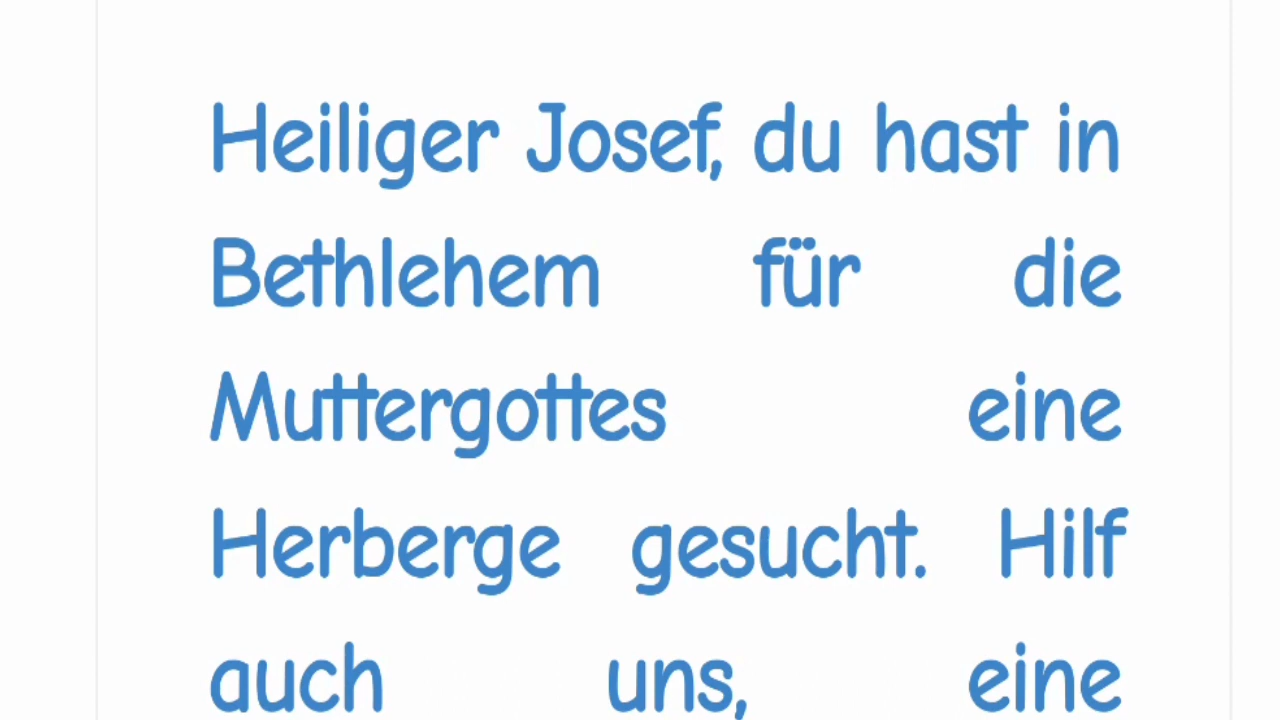 Heiliger Josef, du hast in
Bethlehem für die
Muttergottes eine
Herberge gesucht. Hilf
auch uns, eine